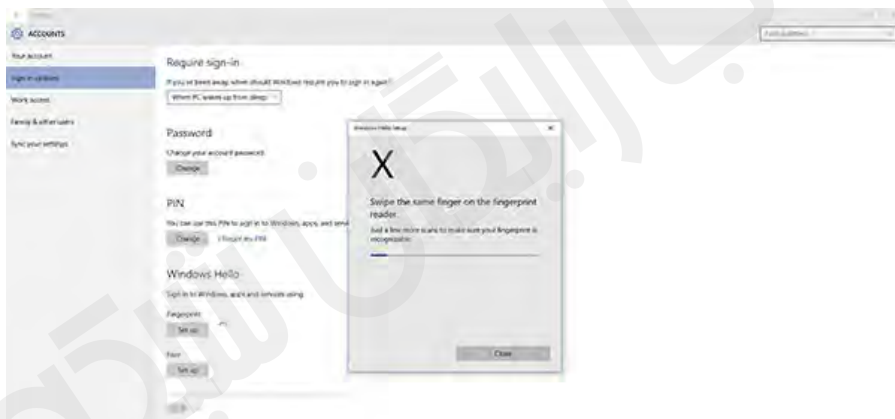 ACCOUNTS
Your account
Sign-in options
Work access
Family & other users
Sync your settings
Require sign-in
If you've been away, when should Windows require you to sign in again?
When PC wakes up from sleep
Password
Change your account password
Change
PIN
You can use this PIN to sign in to Windows, apps, and servi
Change
I forgot my PIN
Windows Hello
Sign in to Windows, apps and services using
Fingerprint
Set up
Face
Set up
Windows Hello Setup
X
Swipe the same finger on the fingerprint
reader.
Just a few more scans to make sure your fingerprint is
recognizable.
Close